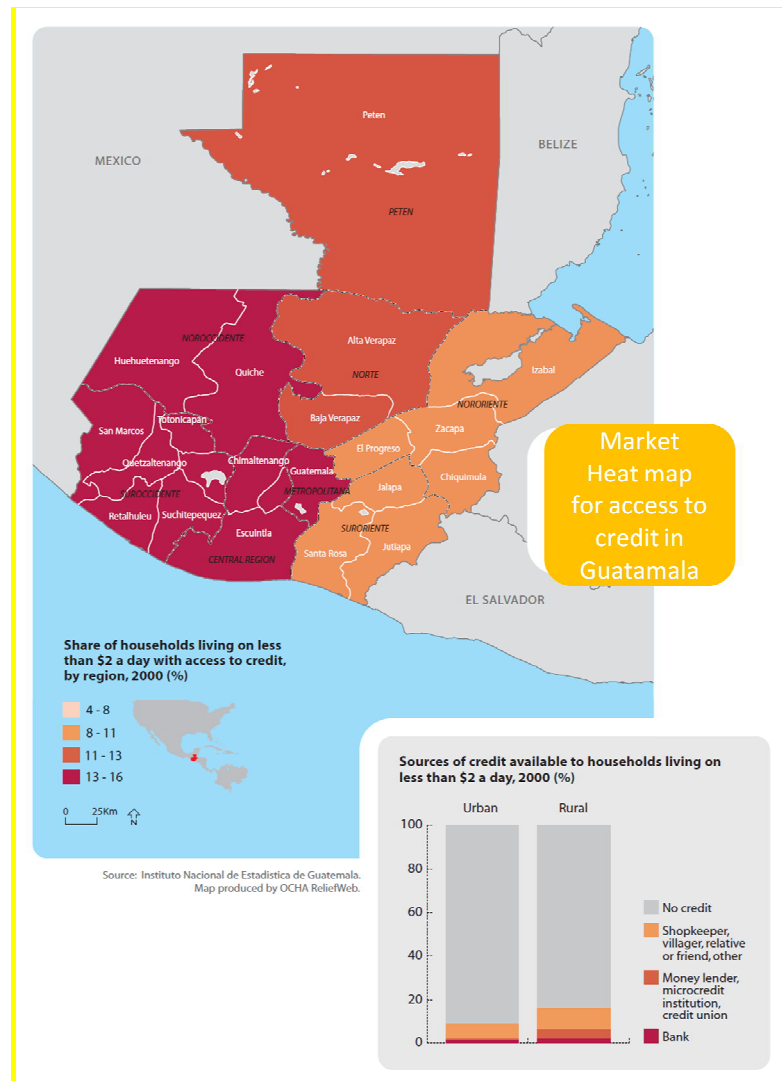 Peten
BELIZE
MEXICO
PETEN
NOROCCIDENTE
Alta Verapaz
Huehuetenango
Quiche
NORTE
Izabal
NORORIENTE
Totonicapán
Baja Verapaz
San Marcos
Zacapa
El Progreso
Quetzaltenango
Chimaltenango
Guatemala
Chiquimula
METROPOLITANA
Jalapa
SUROCCIDENTE
Retalhuleu
Suchitepequez
SURORIENTE
Escuintla
Jutiapa
Santa Rosa
CENTRAL REGION
EL SALVADOR
Market
Heat map
for access to
credit in
Guatamala
Share of households living on less
than $2 a day with access to credit,
by region, 2000 (%)
4 - 8
8 - 11
11 - 13
13 - 16
0 25Km
N
Source: Instituto Nacional de Estadistica de Guatemala.
Map produced by OCHA ReliefWeb.
Sources of credit available to households living on
less than $2 a day, 2000 (%)
Urban Rural
100
80
60
40
20
0
No credit
Shopkeeper,
villager, relative
or friend, other
Money lender,
microcredit
institution,
credit union
Bank